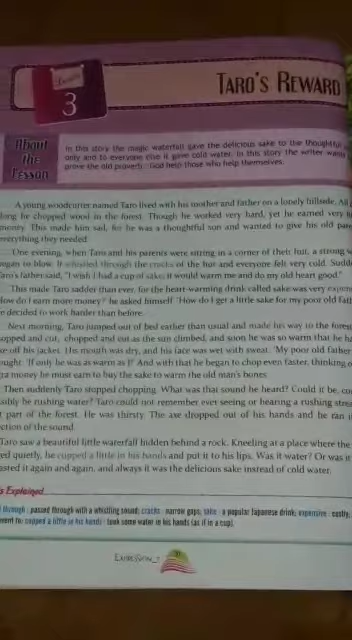 Lesson
3
TARO'S REWARD
About
the
Lesson
In this story the magic waterfall gave the delicious sake to the thoughtful
only and to everyone else it gave cold water. In this story the writer wants
prove the old proverb: God help those who help themselves.
A young woodcutter named Taro lived with his mother and father on a lonely hillside. All
long he chopped wood in the forest. Though he worked very hard, yet he earned very
money. This made him sad, for he was a thoughtful son and wanted to give his old
everything they needed.
One evening, when Taro and his parents were sitting in a corner of their hut, a strong
began to blow. It whistled through the cracks of the hut and everyone felt very cold.
Taro's father said, "I wish I had a cup of sake; it would warm me and do my old heart good."
This made Taro sadder than ever, for the heart-warming drink called sake was very
How do I earn more money? he asked himself. 'How do I get a little sake for my poor old
decided to work harder than before.
Next morning, Taro jumped out of bed earlier than usual and made his way to the forest
and cut, chopped and cut as the sun climbed, and soon he was so warm that he
off his jacket. His mouth was dry, and his face was wet with sweat. 'My poor old father
'If only he was as warm as I!' And with that he began to chop even faster, thinking of
money he must earn to buy the sake to warm the old man's bones.
Then suddenly Taro stopped chopping. What was that sound he heard? Could it be,
be rushing water? Taro could not remember ever seeing or hearing a rushing
part of the forest. He was thirsty. The axe dropped out of his hands and he ran
of the sound.
Taro saw a beautiful little waterfall hidden behind a rock. Kneeling at a place where the
quietly, he cupped a little in his hands and put it to his lips. Was it water? Or was it
it again and again, and always it was the delicious sake instead of cold water.
Explained
through : passed through with a whistling sound; cracks : narrow gaps; sake : a popular Japanese drink; expensive : costly;
cupped a little in his hands : took some water in his hands (as if in a cup).